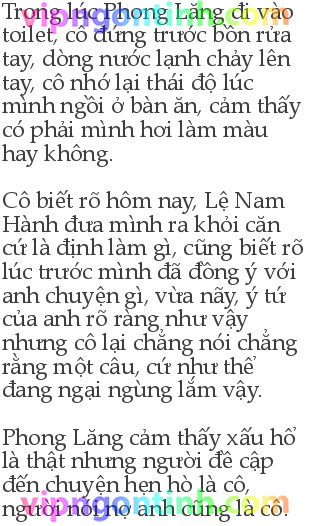 Trong lúc Phong Lăng đi vào
toilet, cô đứng trước bồn rửa
tay, dòng nước lạnh chảy lên
tay, cô nhớ lại thái độ lúc
mình ngồi ở bàn ăn, cảm thấy
có phải mình hơi làm màu
hay không.
Cô biết rõ hôm nay, Lệ Nam
Hành đưa mình ra khỏi căn
cứ là định làm gì, cũng biết rõ
lúc trước mình đã đồng ý với
anh chuyện gì, vừa nãy, ý tứ
của anh rõ ràng như vậy
nhưng cô lại chẳng nói chẳng
rằng một câu, cứ như thể
đang ngại ngùng lắm vậy.
Phong Lăng cảm thấy xấu hổ
là thật nhưng người đề cập
đến chuyện hẹn hò là cô,
người nói nợ anh cũng là cô.
vipngontinh.com
vipngontinh.com